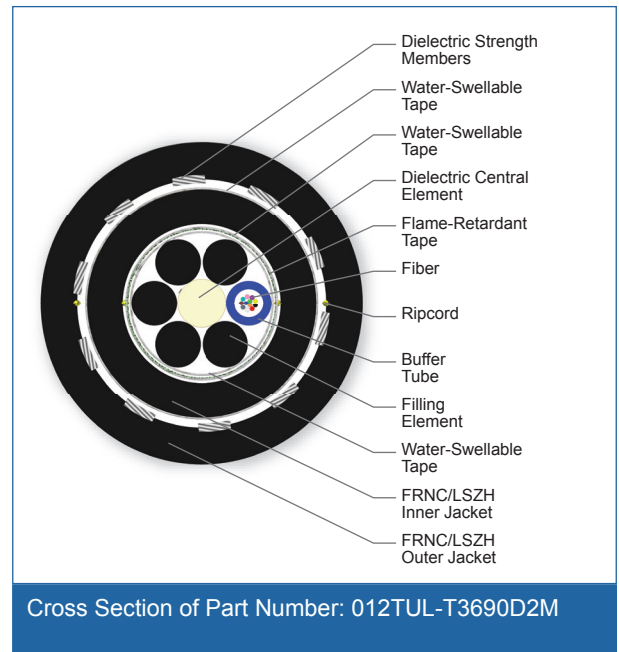 Dielectric Strength
Members
Water-Swellable
Tape
Water-Swellable
Tape
Dielectric Central
Element
Flame-Retardant
Tape
Fiber
Ripcord
Buffer
Tube
Filling
Element
Water-Swellable
Tape
FRNC/LSZH
Inner Jacket
FRNC/LSZH
Outer Jacket
Cross Section of Part Number: 012TUL-T3690D2M